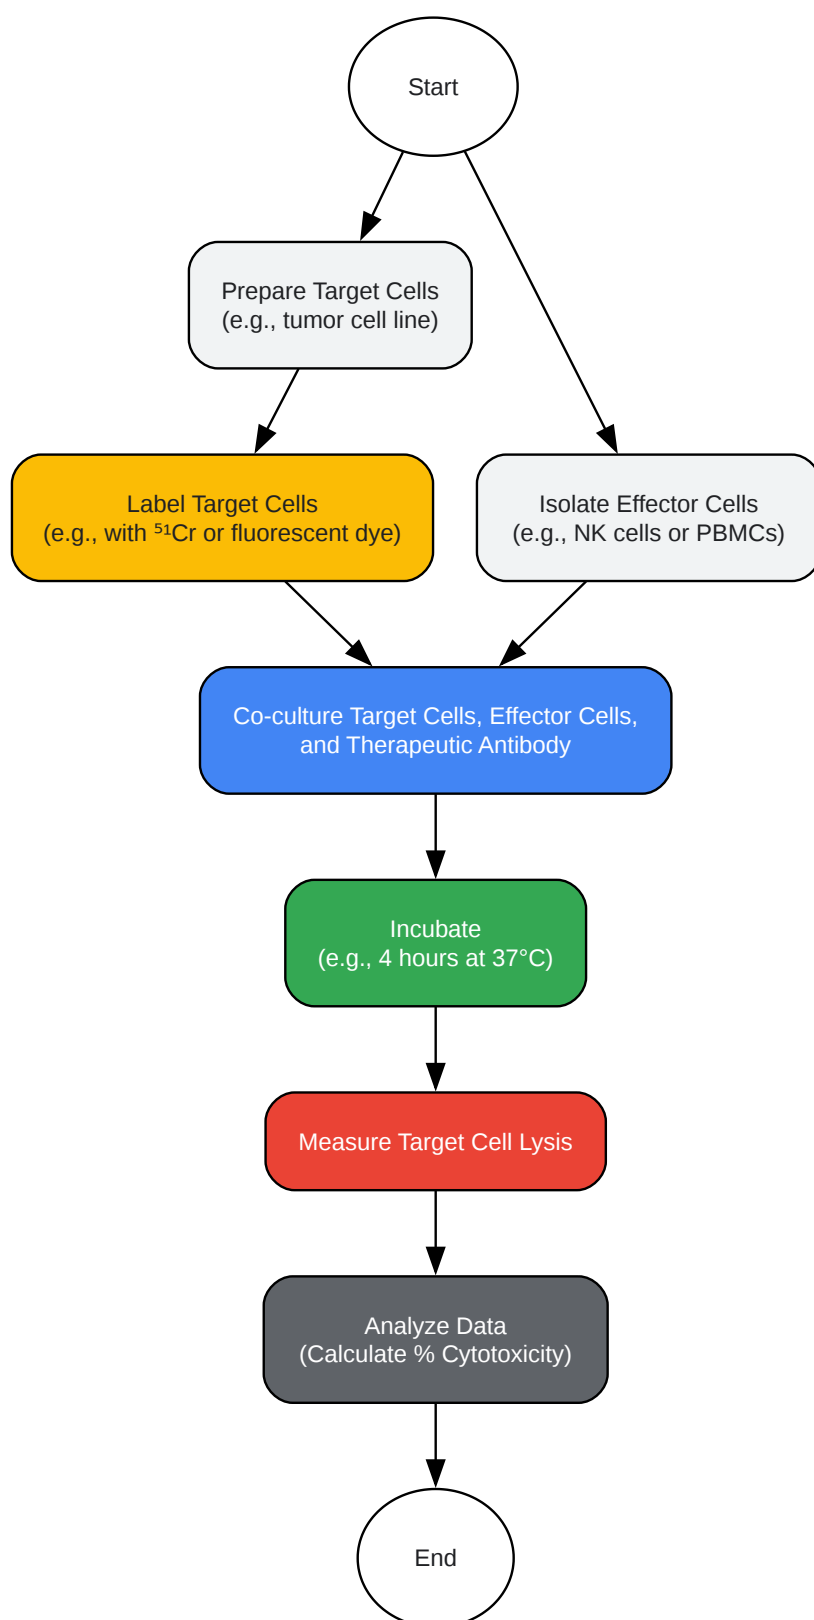 Start
Prepare Target Cells
(e.g., tumor cell line)
Label Target Cells
(e.g., with ⁵¹Cr or fluorescent dye)
Isolate Effector Cells
(e.g., NK cells or PBMCs)
Co-culture Target Cells, Effector Cells,
and Therapeutic Antibody
Incubate
(e.g., 4 hours at 37°C)
Measure Target Cell Lysis
Analyze Data
(Calculate % Cytotoxicity)
End